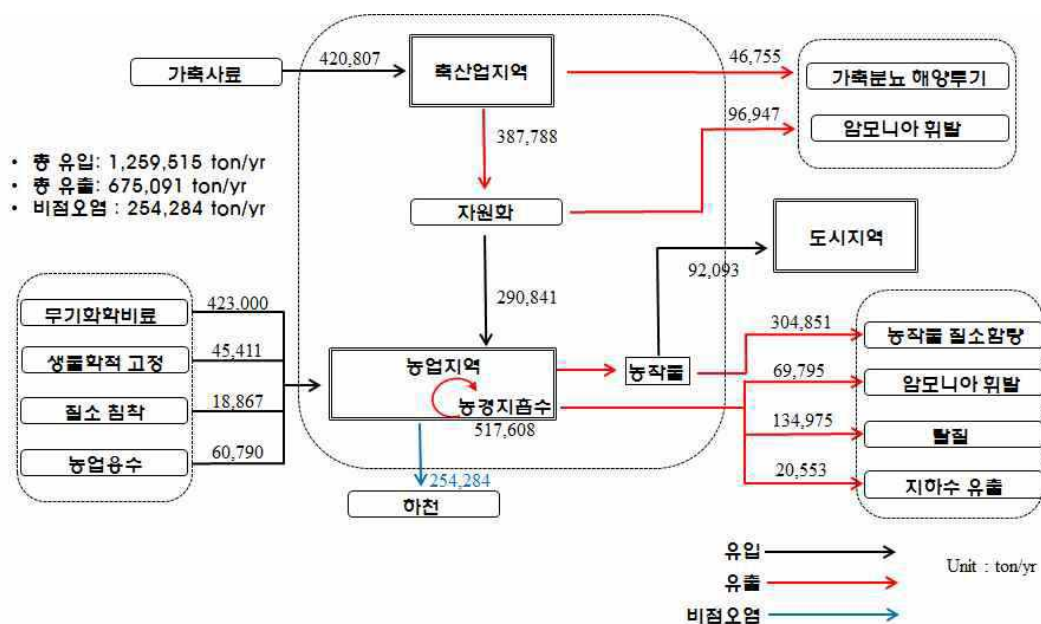 가축사료
420,807
축산업지역
46,755
가축분뇨 해양투기
96,947
암모니아 휘발
387,788
• 총 유입: 1,259,515 ton/yr
• 총 유출: 675,091 ton/yr
• 비점오염 : 254,284 ton/yr
자원화
도시지역
92,093
290,841
무기화학비료
423,000
생물학적 고정
45,411
질소 침착
18,867
농업용수
60,790
농업지역
농경지흡수
517,608
농작물
304,851
농작물 질소함량
69,795
암모니아 휘발
134,975
탈질
20,553
지하수 유출
254,284
하천
유입
유출
비점오염
Unit : ton/yr